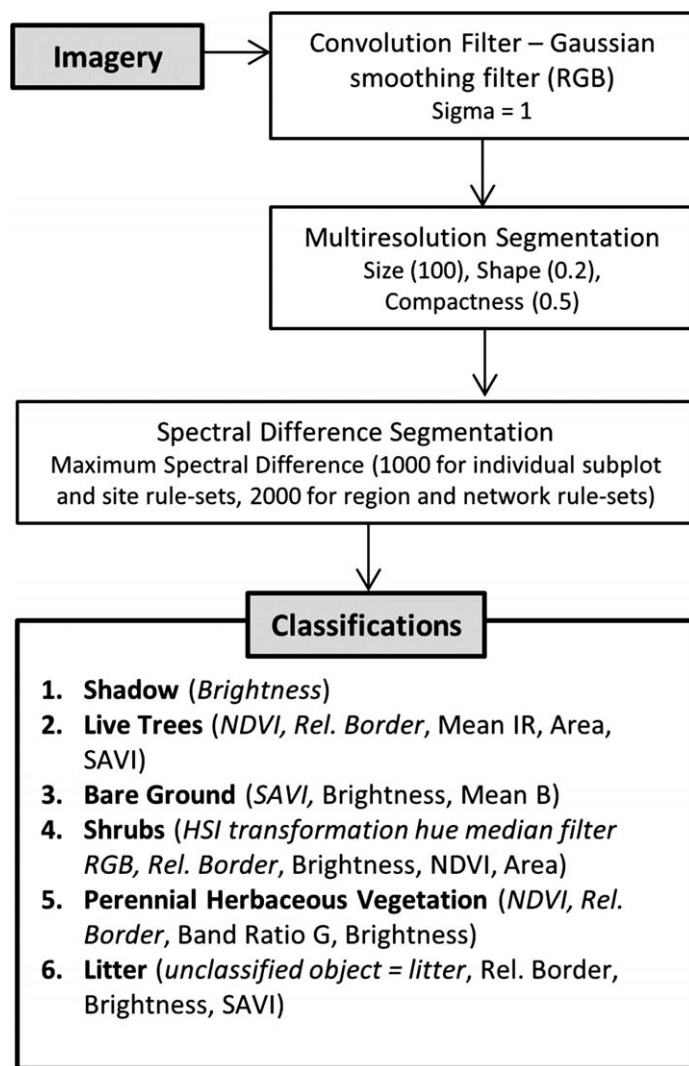 Imagery
Convolution Filter – Gaussian
smoothing filter (RGB)
Sigma = 1
Multiresolution Segmentation
Size (100), Shape (0.2),
Compactness (0.5)
Spectral Difference Segmentation
Maximum Spectral Difference (1000 for individual subplot
and site rule-sets, 2000 for region and network rule-sets)
Classifications
1. Shadow (Brightness)
2. Live Trees (NDVI, Rel. Border, Mean IR, Area,
SAVI)
3. Bare Ground (SAVI, Brightness, Mean B)
4. Shrubs (HSI transformation hue median filter
RGB, Rel. Border, Brightness, NDVI, Area)
5. Perennial Herbaceous Vegetation (NDVI, Rel.
Border, Band Ratio G, Brightness)
6. Litter (unclassified object = litter, Rel. Border,
Brightness, SAVI)